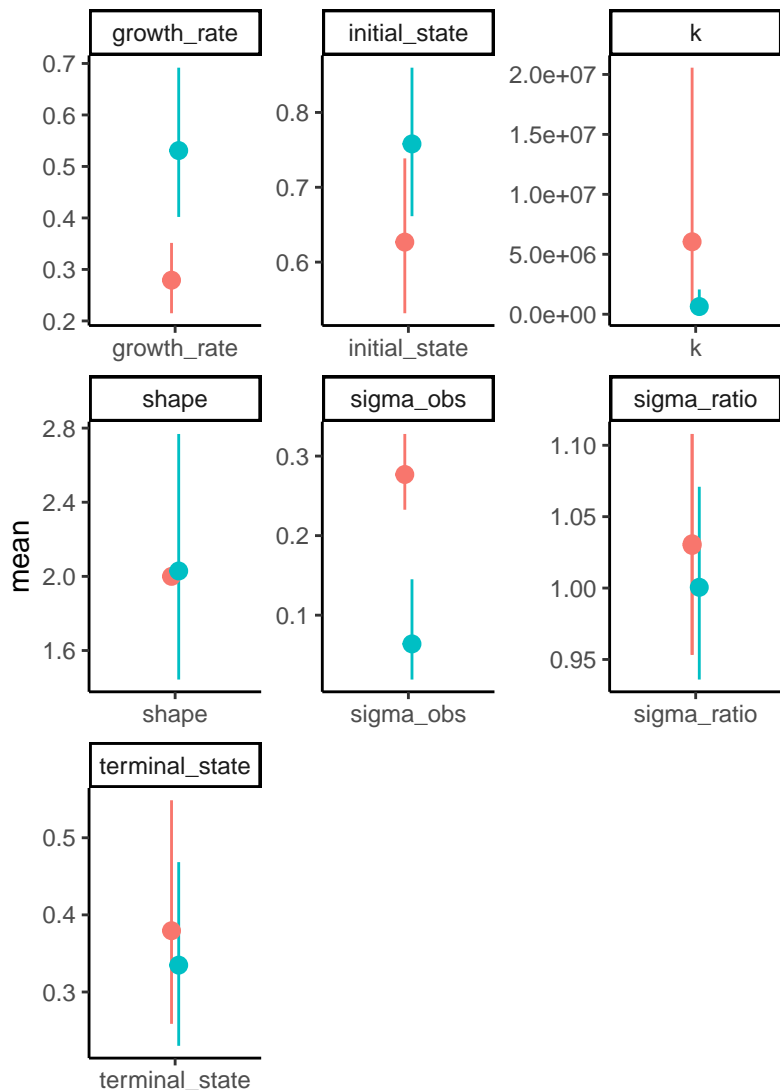 growth_rate
initial_state
k
0.7
0.6
0.5
0.4
0.3
0.2
growth_rate
0.8
0.7
0.6
initial_state
2.0e+07
1.5e+07
1.0e+07
5.0e+06
0.0e+00
k
mean
shape
sigma_obs
sigma_ratio
2.8
2.4
2.0
1.6
shape
0.3
0.2
0.1
sigma_obs
1.10
1.05
1.00
0.95
sigma_ratio
terminal_state
0.5
0.4
0.3
terminal_state